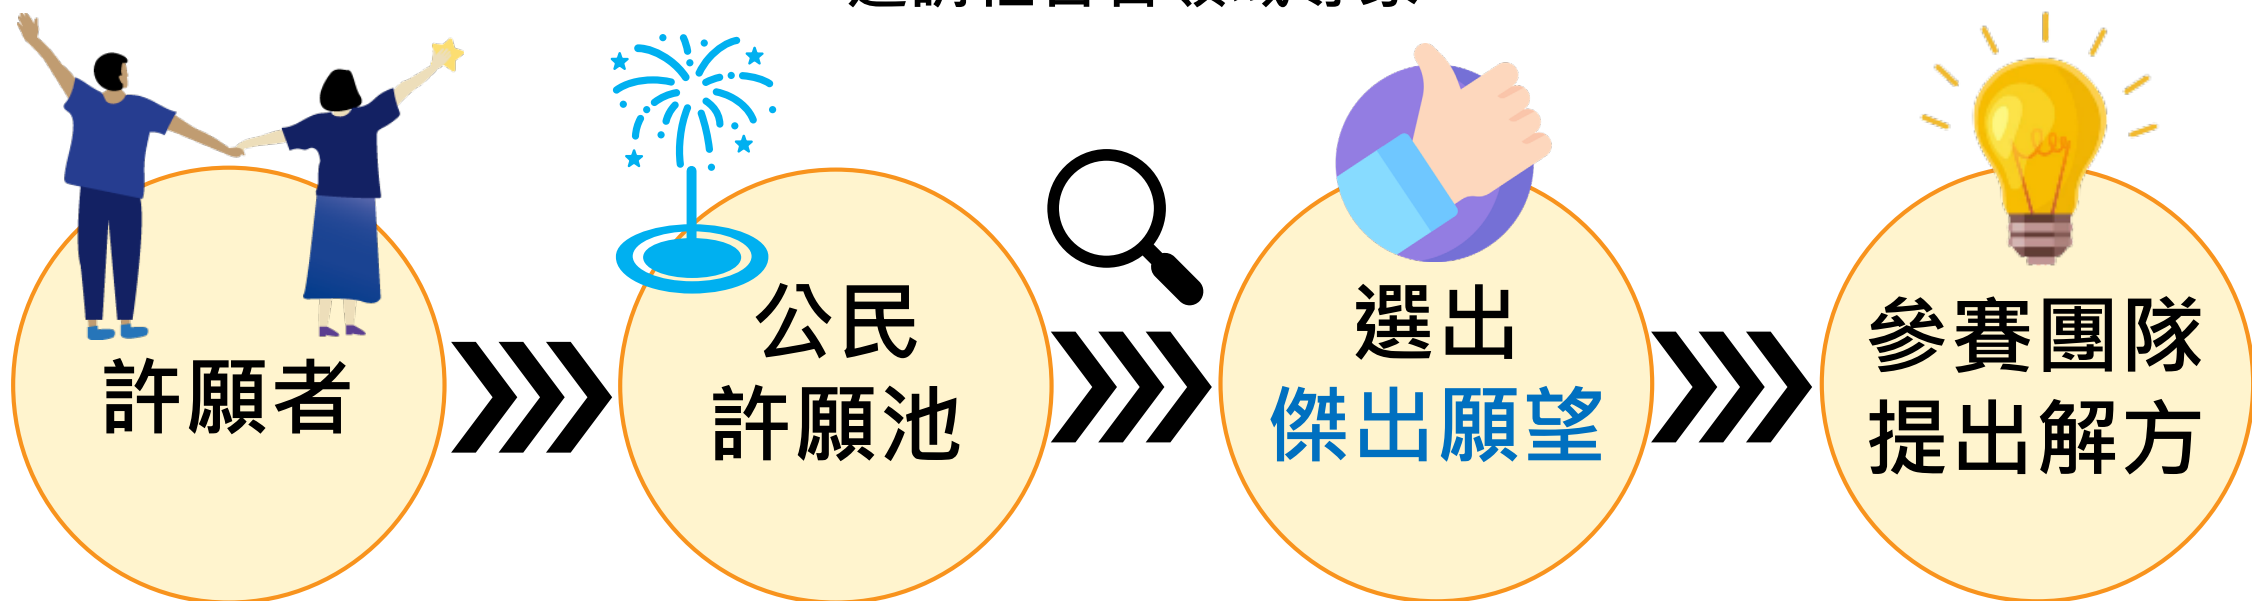 許願者
公民
許願池
選出
傑出願望
參賽團隊
提出解方